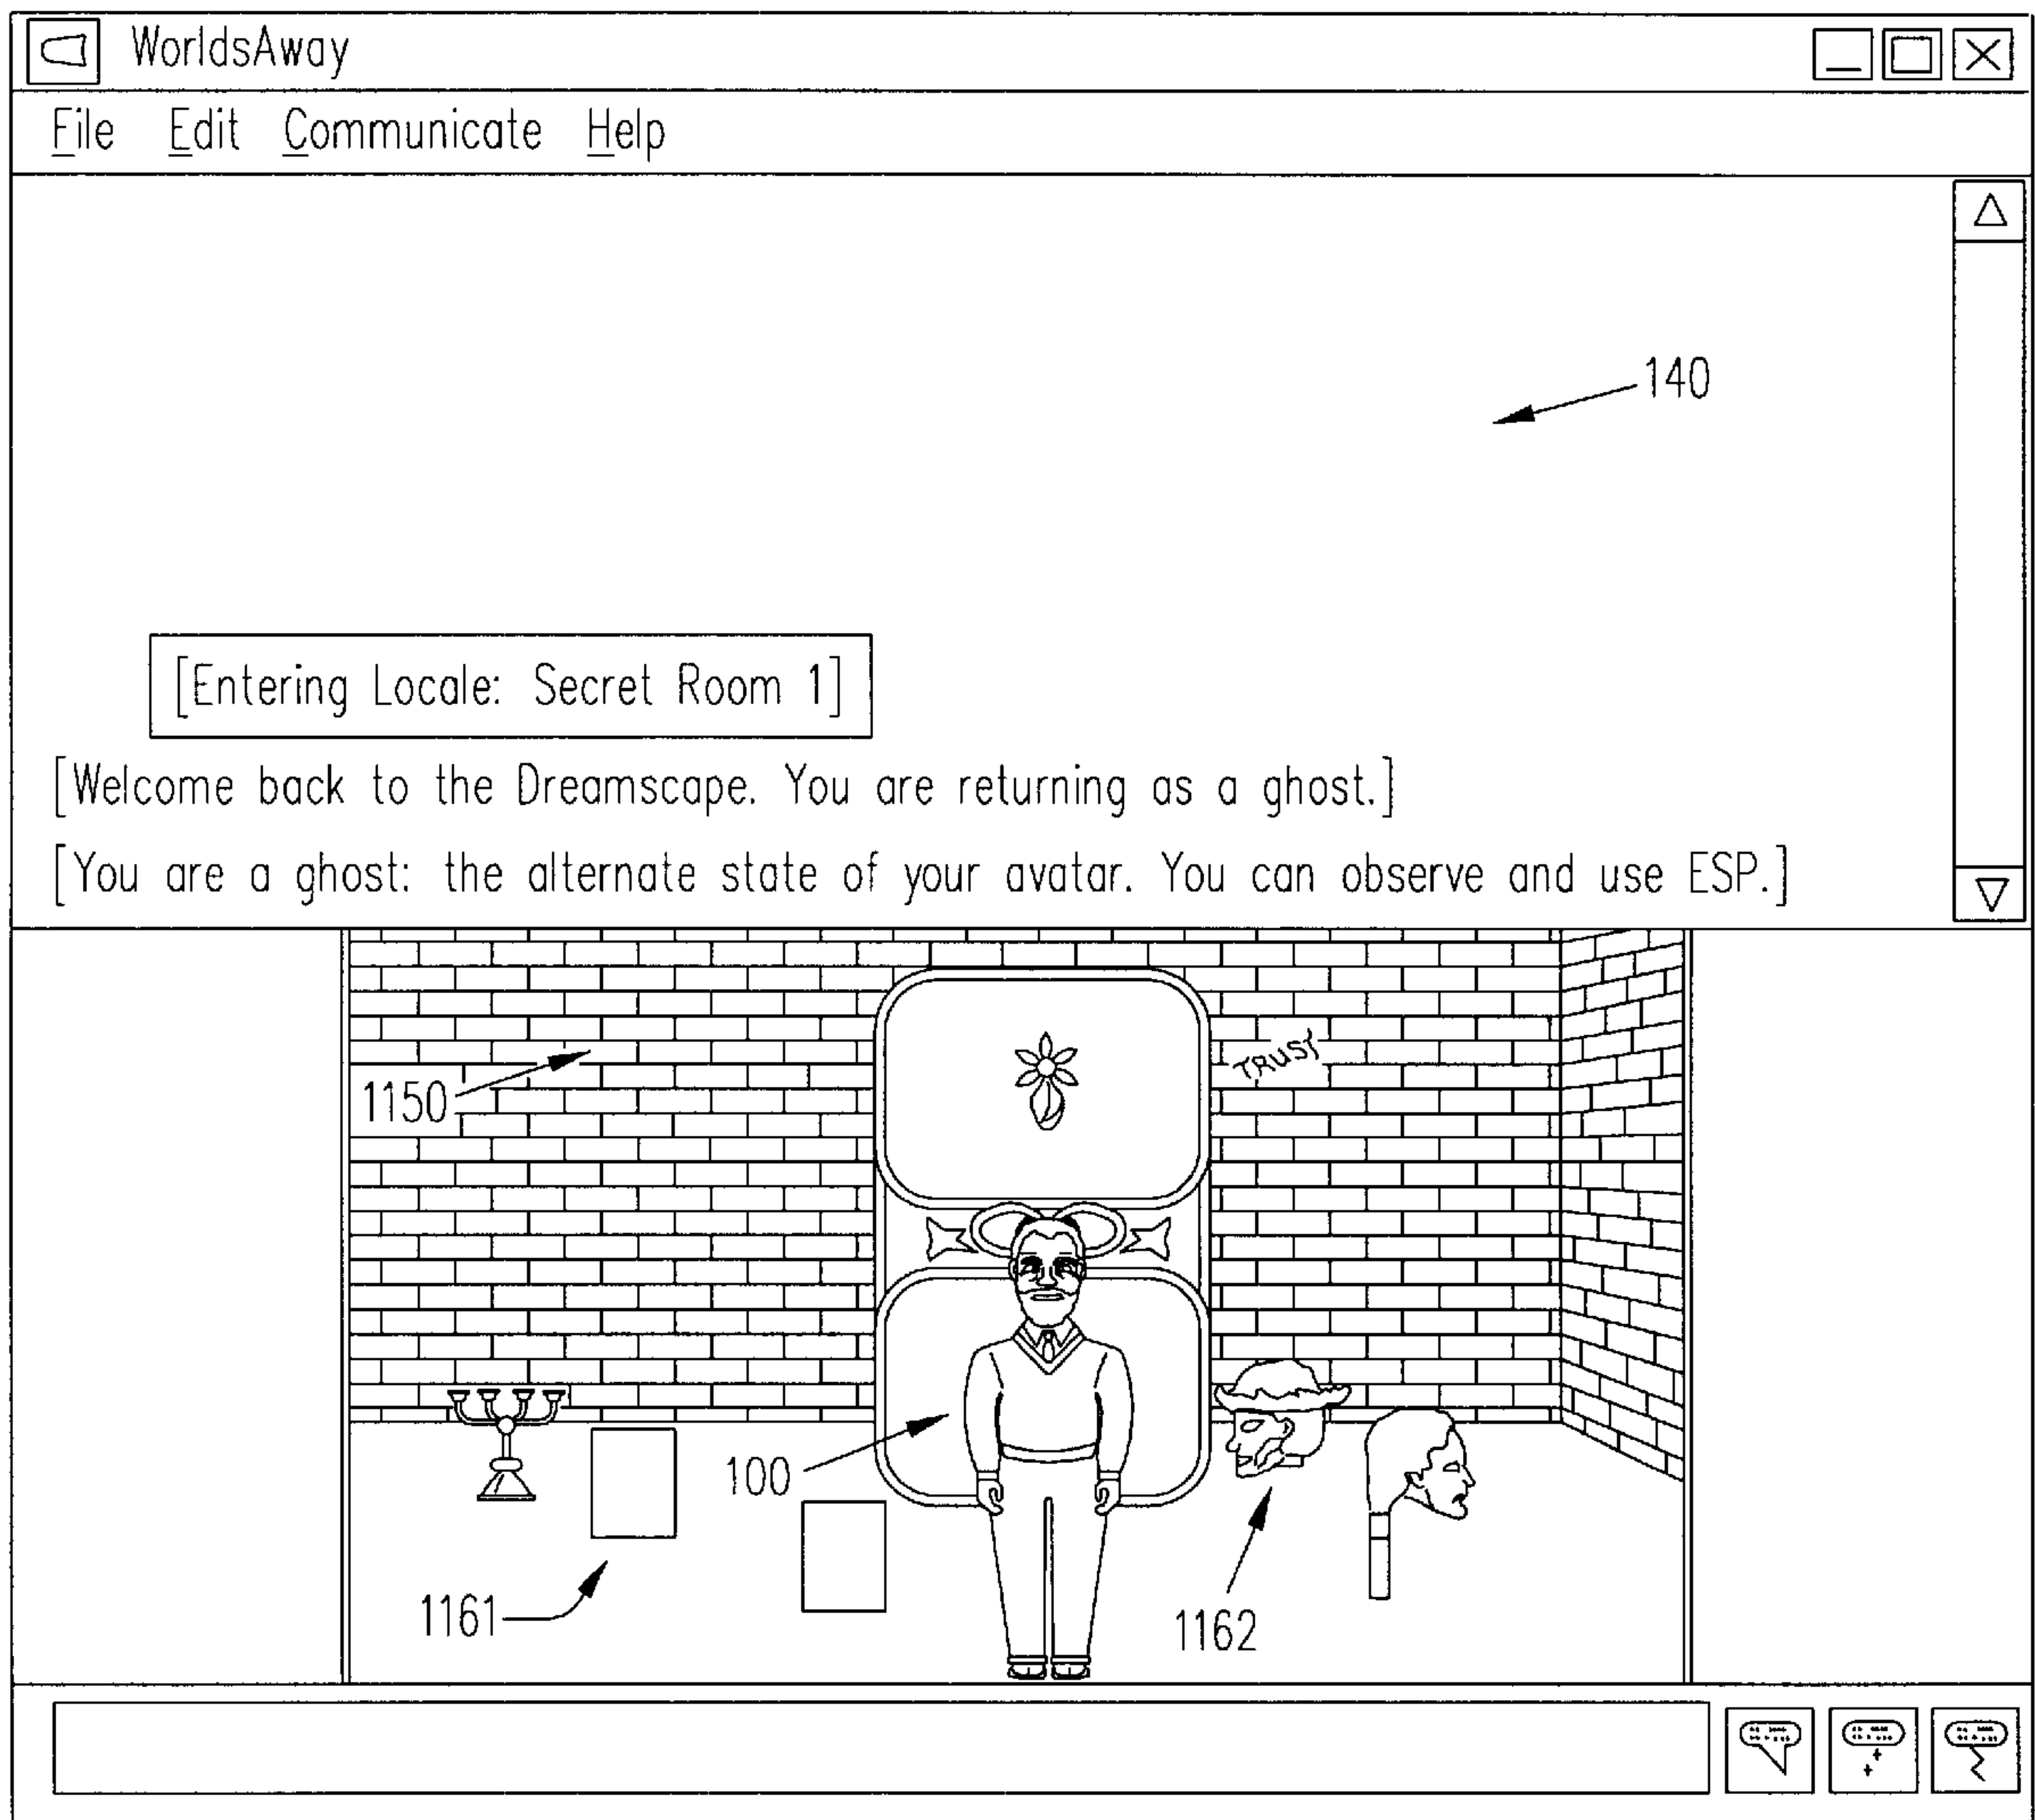 WorldsAway
File Edit Communicate Help
140
[Entering Locale: Secret Room 1]
[Welcome back to the Dreamscape. You are returning as a ghost.]
[You are a ghost: the alternate state of your avatar. You can observe and use ESP.]
TRUST
1150
100
1161
1162